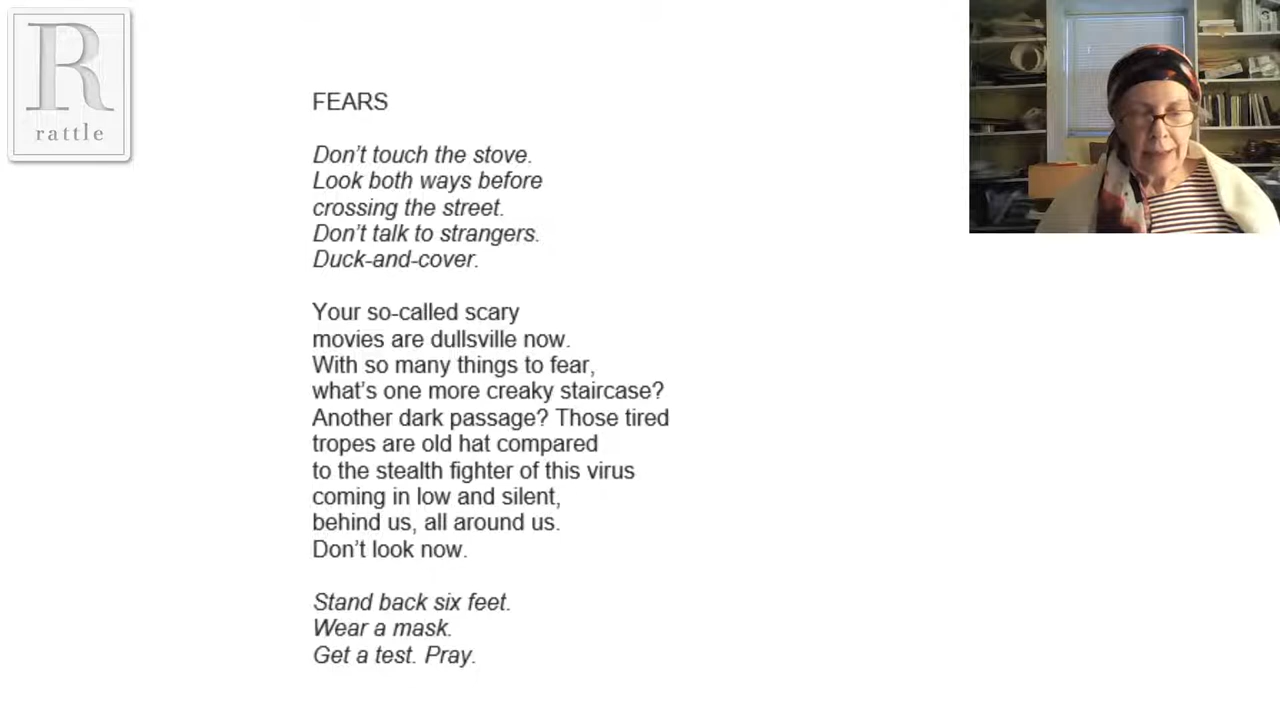 R
rattle
FEARS
Don't touch the stove.
Look both ways before
crossing the street.
Don't talk to strangers.
Duck-and-cover.
Your so-called scary
movies are dullsville now.
With so many things to fear,
what's one more creaky staircase?
Another dark passage? Those tired
tropes are old hat compared
to the stealth fighter of this virus
coming in low and silent,
behind us, all around us.
Don't look now.
Stand back six feet.
Wear a mask.
Get a test. Pray.